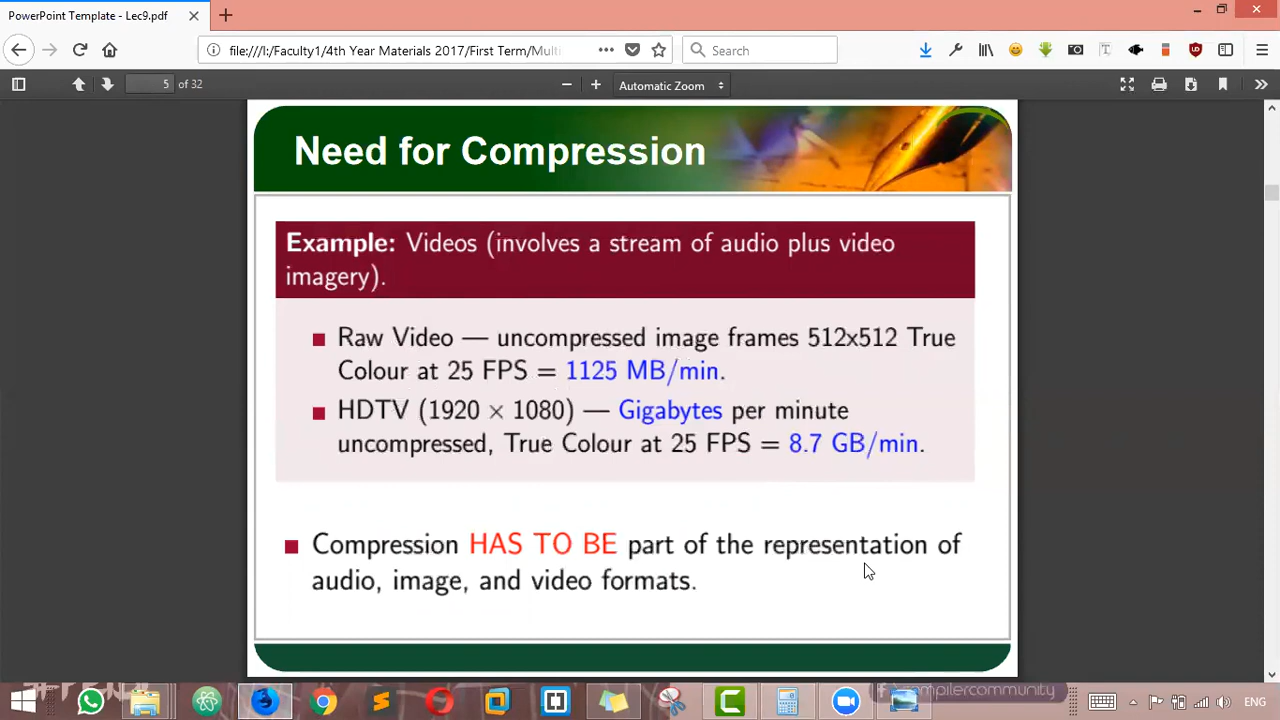 PowerPoint Template - Lec9.pdf
file:///I:/Faculty1/4th Year Materials 2017/First Term/Mult
Search
5 of 32
Automatic Zoom
Need for Compression
Example: Videos (involves a stream of audio plus video
imagery).
Raw Video — uncompressed image frames 512x512 True
Colour at 25 FPS = 1125 MB/min.
HDTV (1920 × 1080) — Gigabytes per minute
uncompressed, True Colour at 25 FPS = 8.7 GB/min.
Compression HAS TO BE part of the representation of
audio, image, and video formats.
ENG